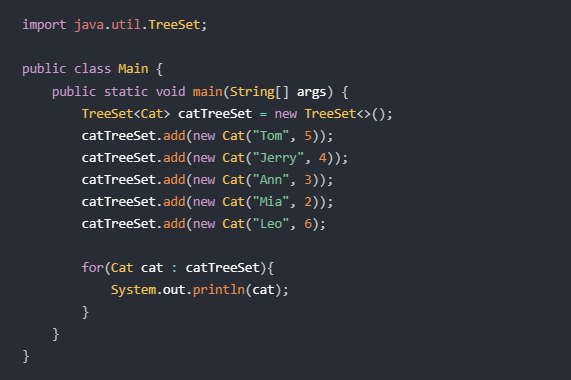 import java.util.TreeSet;

public class Main {
    public static void main(String[] args) {
        TreeSet<Cat> catTreeSet = new TreeSet<>();
        catTreeSet.add(new Cat("Tom", 5));
        catTreeSet.add(new Cat("Jerry", 4));
        catTreeSet.add(new Cat("Ann", 3));
        catTreeSet.add(new Cat("Mia", 2));
        catTreeSet.add(new Cat("Leo", 6);

        for(Cat cat : catTreeSet){
            System.out.println(cat);
        }
    }
}